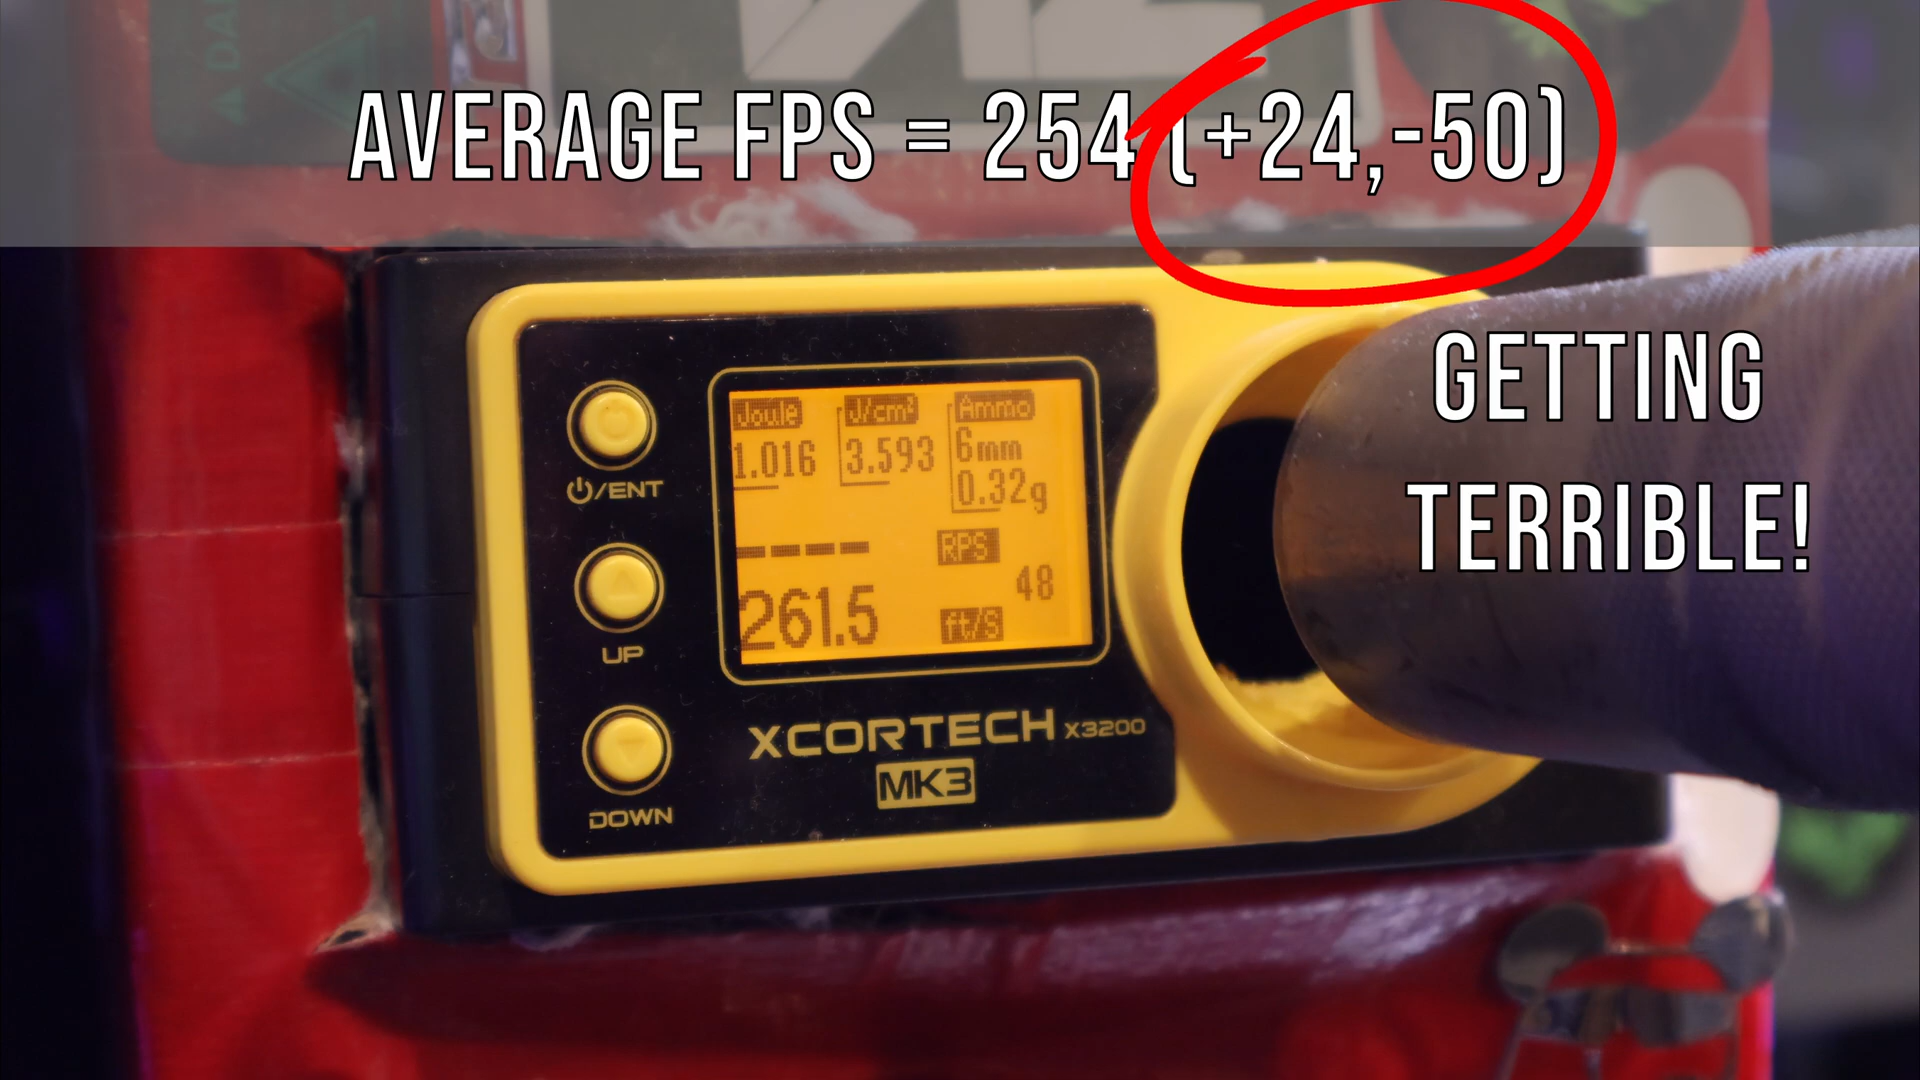 AVERAGE FPS = 254 (+24,-50)
GETTING
TERRIBLE!
Joule J/cm² Ammo
1.016 3.593 6mm
0.32g
---- RPS
48
261.5 ft/S
/ENT
UP
DOWN
XCORTECH X3200
MK3